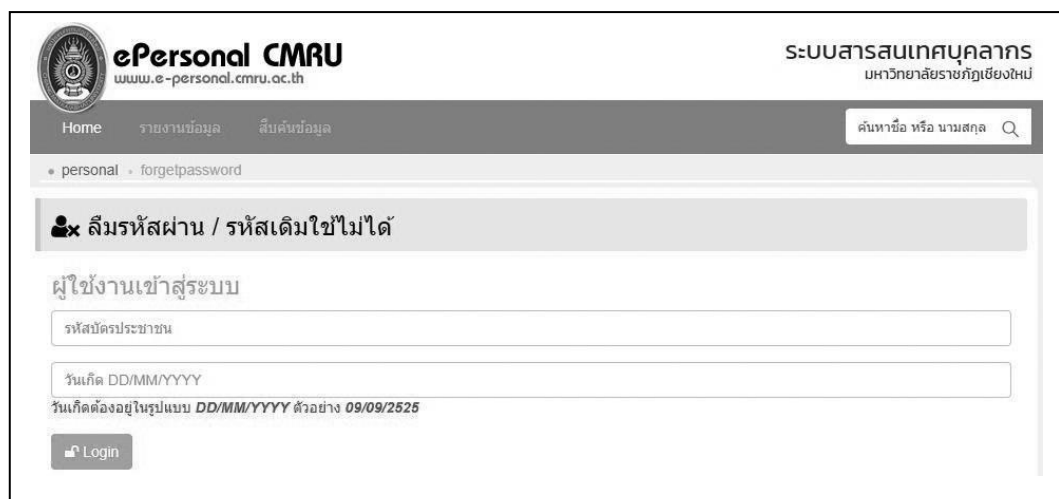 ePersonal CMRU
www.e-personal.cmru.ac.th
ระบบสารสนเทศบุคลากร
มหาวิทยาลัยราชภัฏเชียงใหม่
Home รายงานข้อมูล สืบค้นข้อมูล
ค้นหาชื่อ หรือ นามสกุล
personal forgetpassword
ลืมรหัสผ่าน / รหัสเดิมใช้ไม่ได้
ผู้ใช้งานเข้าสู่ระบบ
รหัสบัตรประชาชน
วันเกิด DD/MM/YYYY
วันเกิดต้องอยู่ในรูปแบบ DD/MM/YYYY ตัวอย่าง 09/09/2525
Login